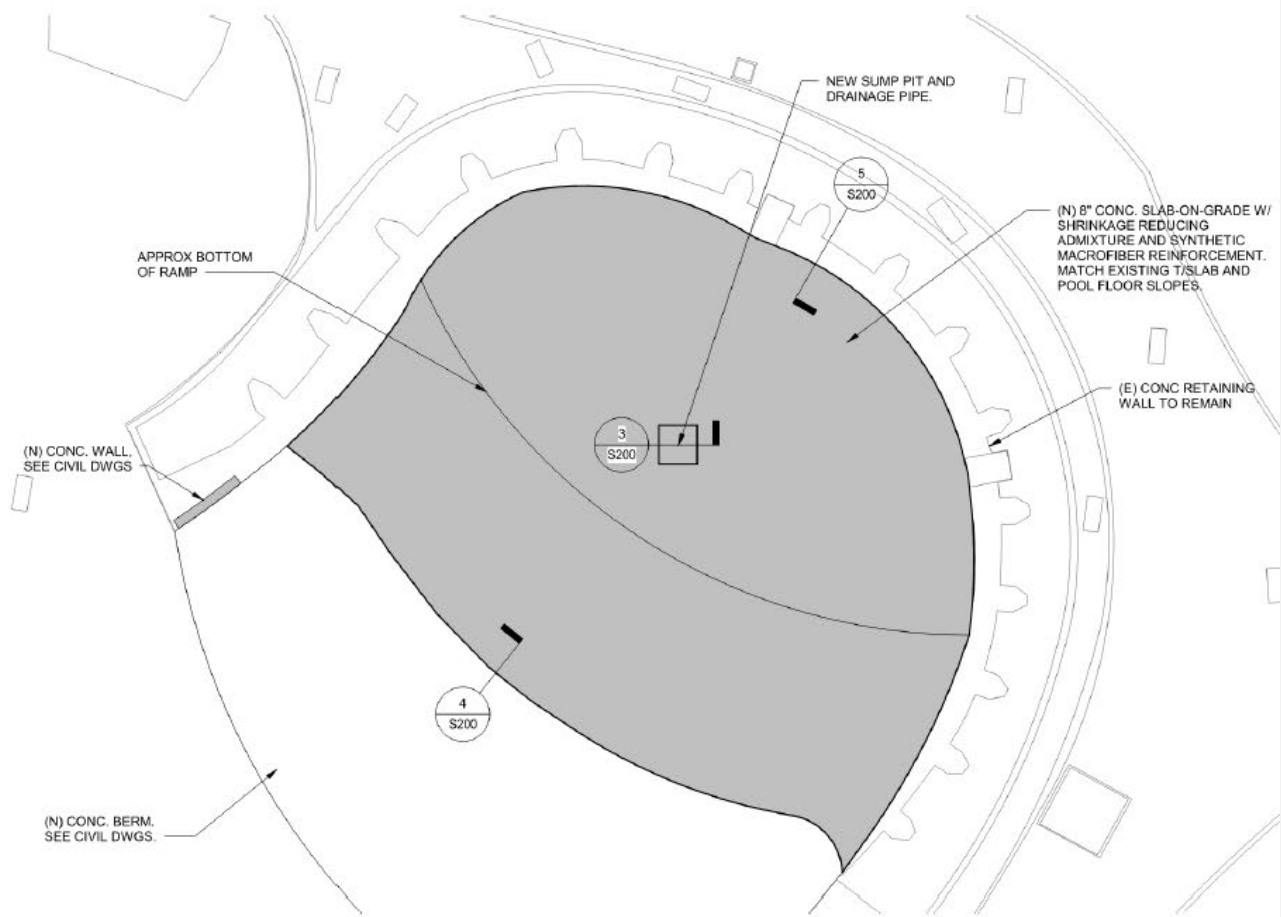 NEW SUMP PIT AND
DRAINAGE PIPE.
5
S200
(N) 8" CONC. SLAB-ON-GRADE W/
SHRINKAGE REDUCING
ADMIXTURE AND SYNTHETIC
MACROFIBER REINFORCEMENT.
MATCH EXISTING T/SLAB AND
POOL FLOOR SLOPES.
APPROX BOTTOM
OF RAMP
(E) CONC RETAINING
WALL TO REMAIN
3
S200
(N) CONC. WALL,
SEE CIVIL DWGS
4
S200
(N) CONC. BERM.
SEE CIVIL DWGS.